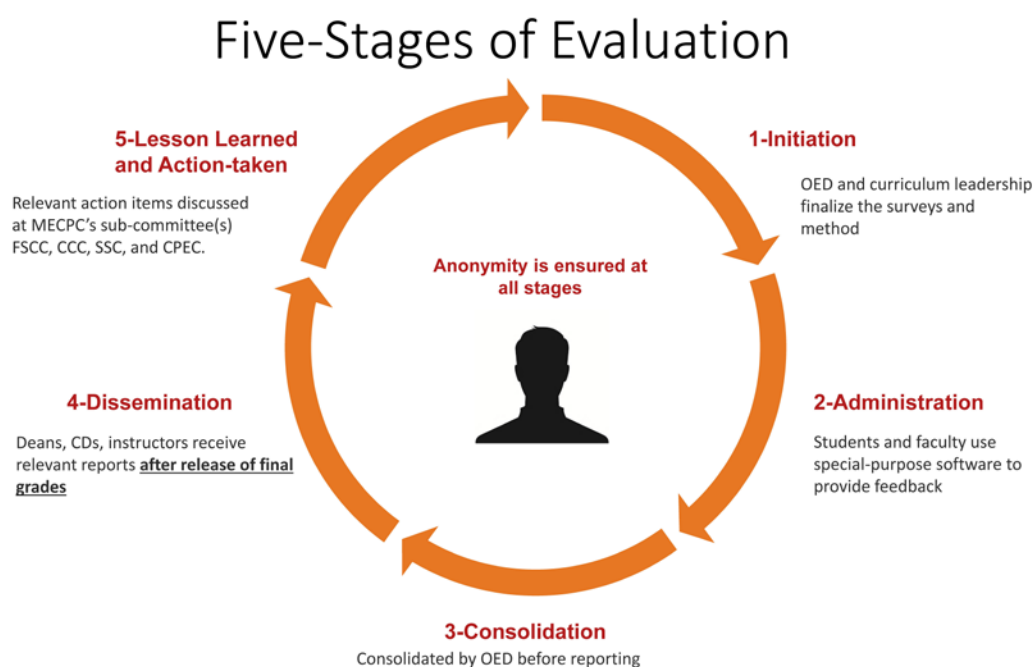 Five-Stages of Evaluation
1-Initiation
OED and curriculum leadership
finalize the surveys and
method
2-Administration
Students and faculty use
special-purpose software to
provide feedback
3-Consolidation
Consolidated by OED before reporting
4-Dissemination
Deans, CDs, instructors receive
relevant reports after release of final
grades
5-Lesson Learned
and Action-taken
Relevant action items discussed
at MECPC's sub-committee(s)
FSCC, CCC, SSC, and CPEC.
Anonymity is ensured at
all stages